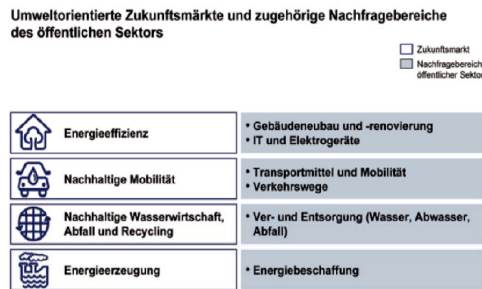 Umweltorientierte Zukunftsmärkte und zugehörige Nachfragebereiche
des öffentlichen Sektors
Zukunftsmarkt
Nachfragebereich
öffentlicher Sektor
Energieeffizienz
• Gebäudeneubau und -renovierung
• IT und Elektrogeräte
Nachhaltige Mobilität
• Transportmittel und Mobilität
• Verkehrswege
Nachhaltige Wasserwirtschaft,
Abfall und Recycling
• Ver- und Entsorgung (Wasser, Abwasser,
Abfall)
Energieerzeugung
• Energiebeschaffung